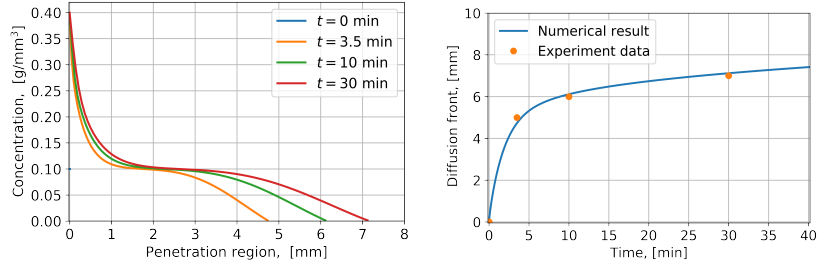 0.40
0.35
0.30
0.25
0.20
0.15
0.10
0.05
0.00
Concentration, [g/mm³]
t = 0 min
t = 3.5 min
t = 10 min
t = 30 min
0 1 2 3 4 5 6 7 8
Penetration region, [mm]
10
8
6
4
2
0
Diffusion front, [mm]
Numerical result
Experiment data
0 5 10 15 20 25 30 35 40
Time, [min]